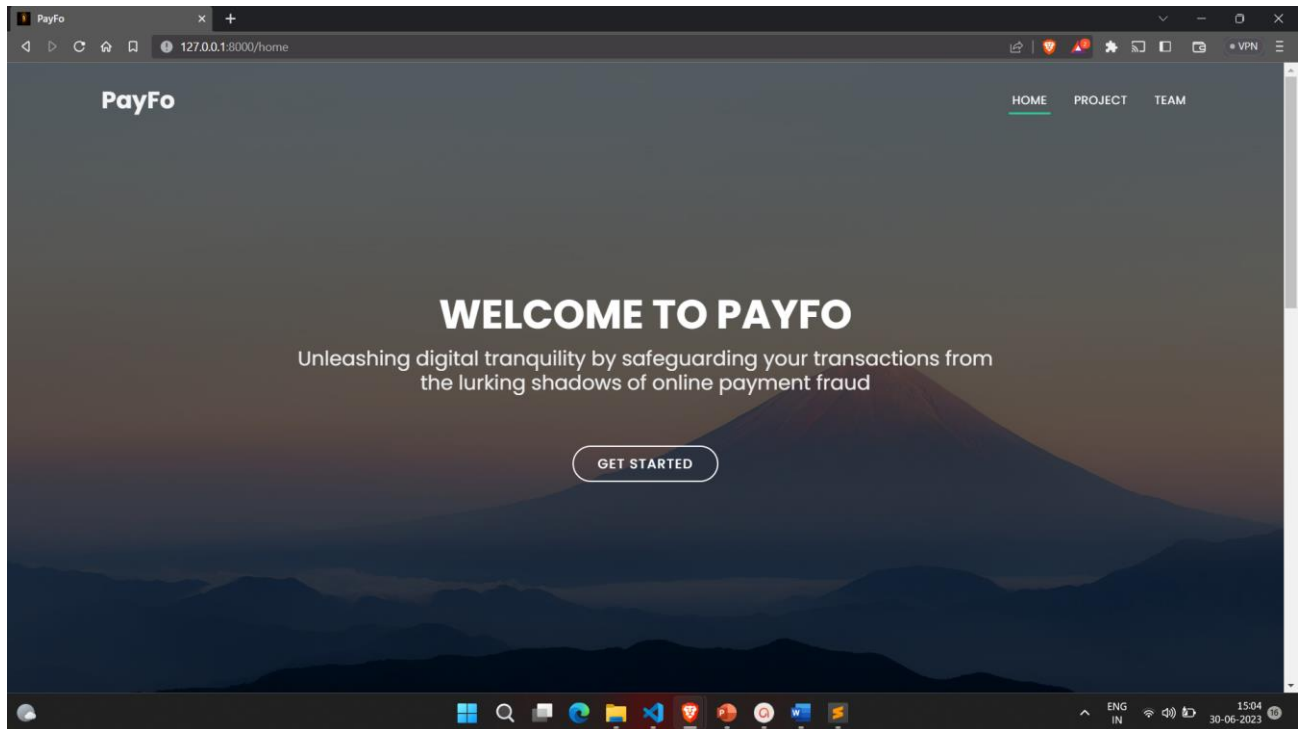 PayFo
127.0.0.1:8000/home
VPN
PayFo
HOME PROJECT TEAM
WELCOME TO PAYFO
Unleashing digital tranquility by safeguarding your transactions from
the lurking shadows of online payment fraud
GET STARTED
ENG
IN
15:04
30-06-2023
16